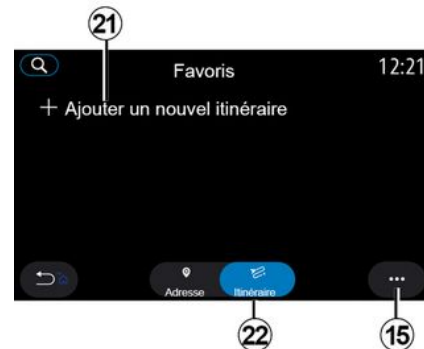 21
Favoris
12:21
+ Ajouter un nouvel itinéraire
Adresse
Itinéraire
...
22
15